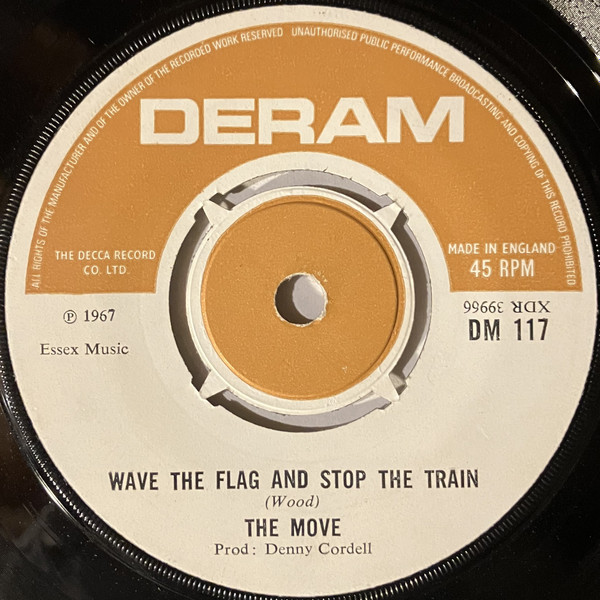 ALL RIGHTS OF THE MANUFACTURER AND OF THE OWNER OF THE RECORDED WORK RESERVED   UNAUTHORISED PUBLIC PERFORMANCE BROADCASTING AND COPYING OF THIS RECORD PROHIBITED
DERAM
THE DECCA RECORD
CO. LTD.
MADE IN ENGLAND
45 RPM
℗ 1967
Essex Music
XDR 39966
DM 117
WAVE THE FLAG AND STOP THE TRAIN
(Wood)
THE MOVE
Prod: Denny Cordell